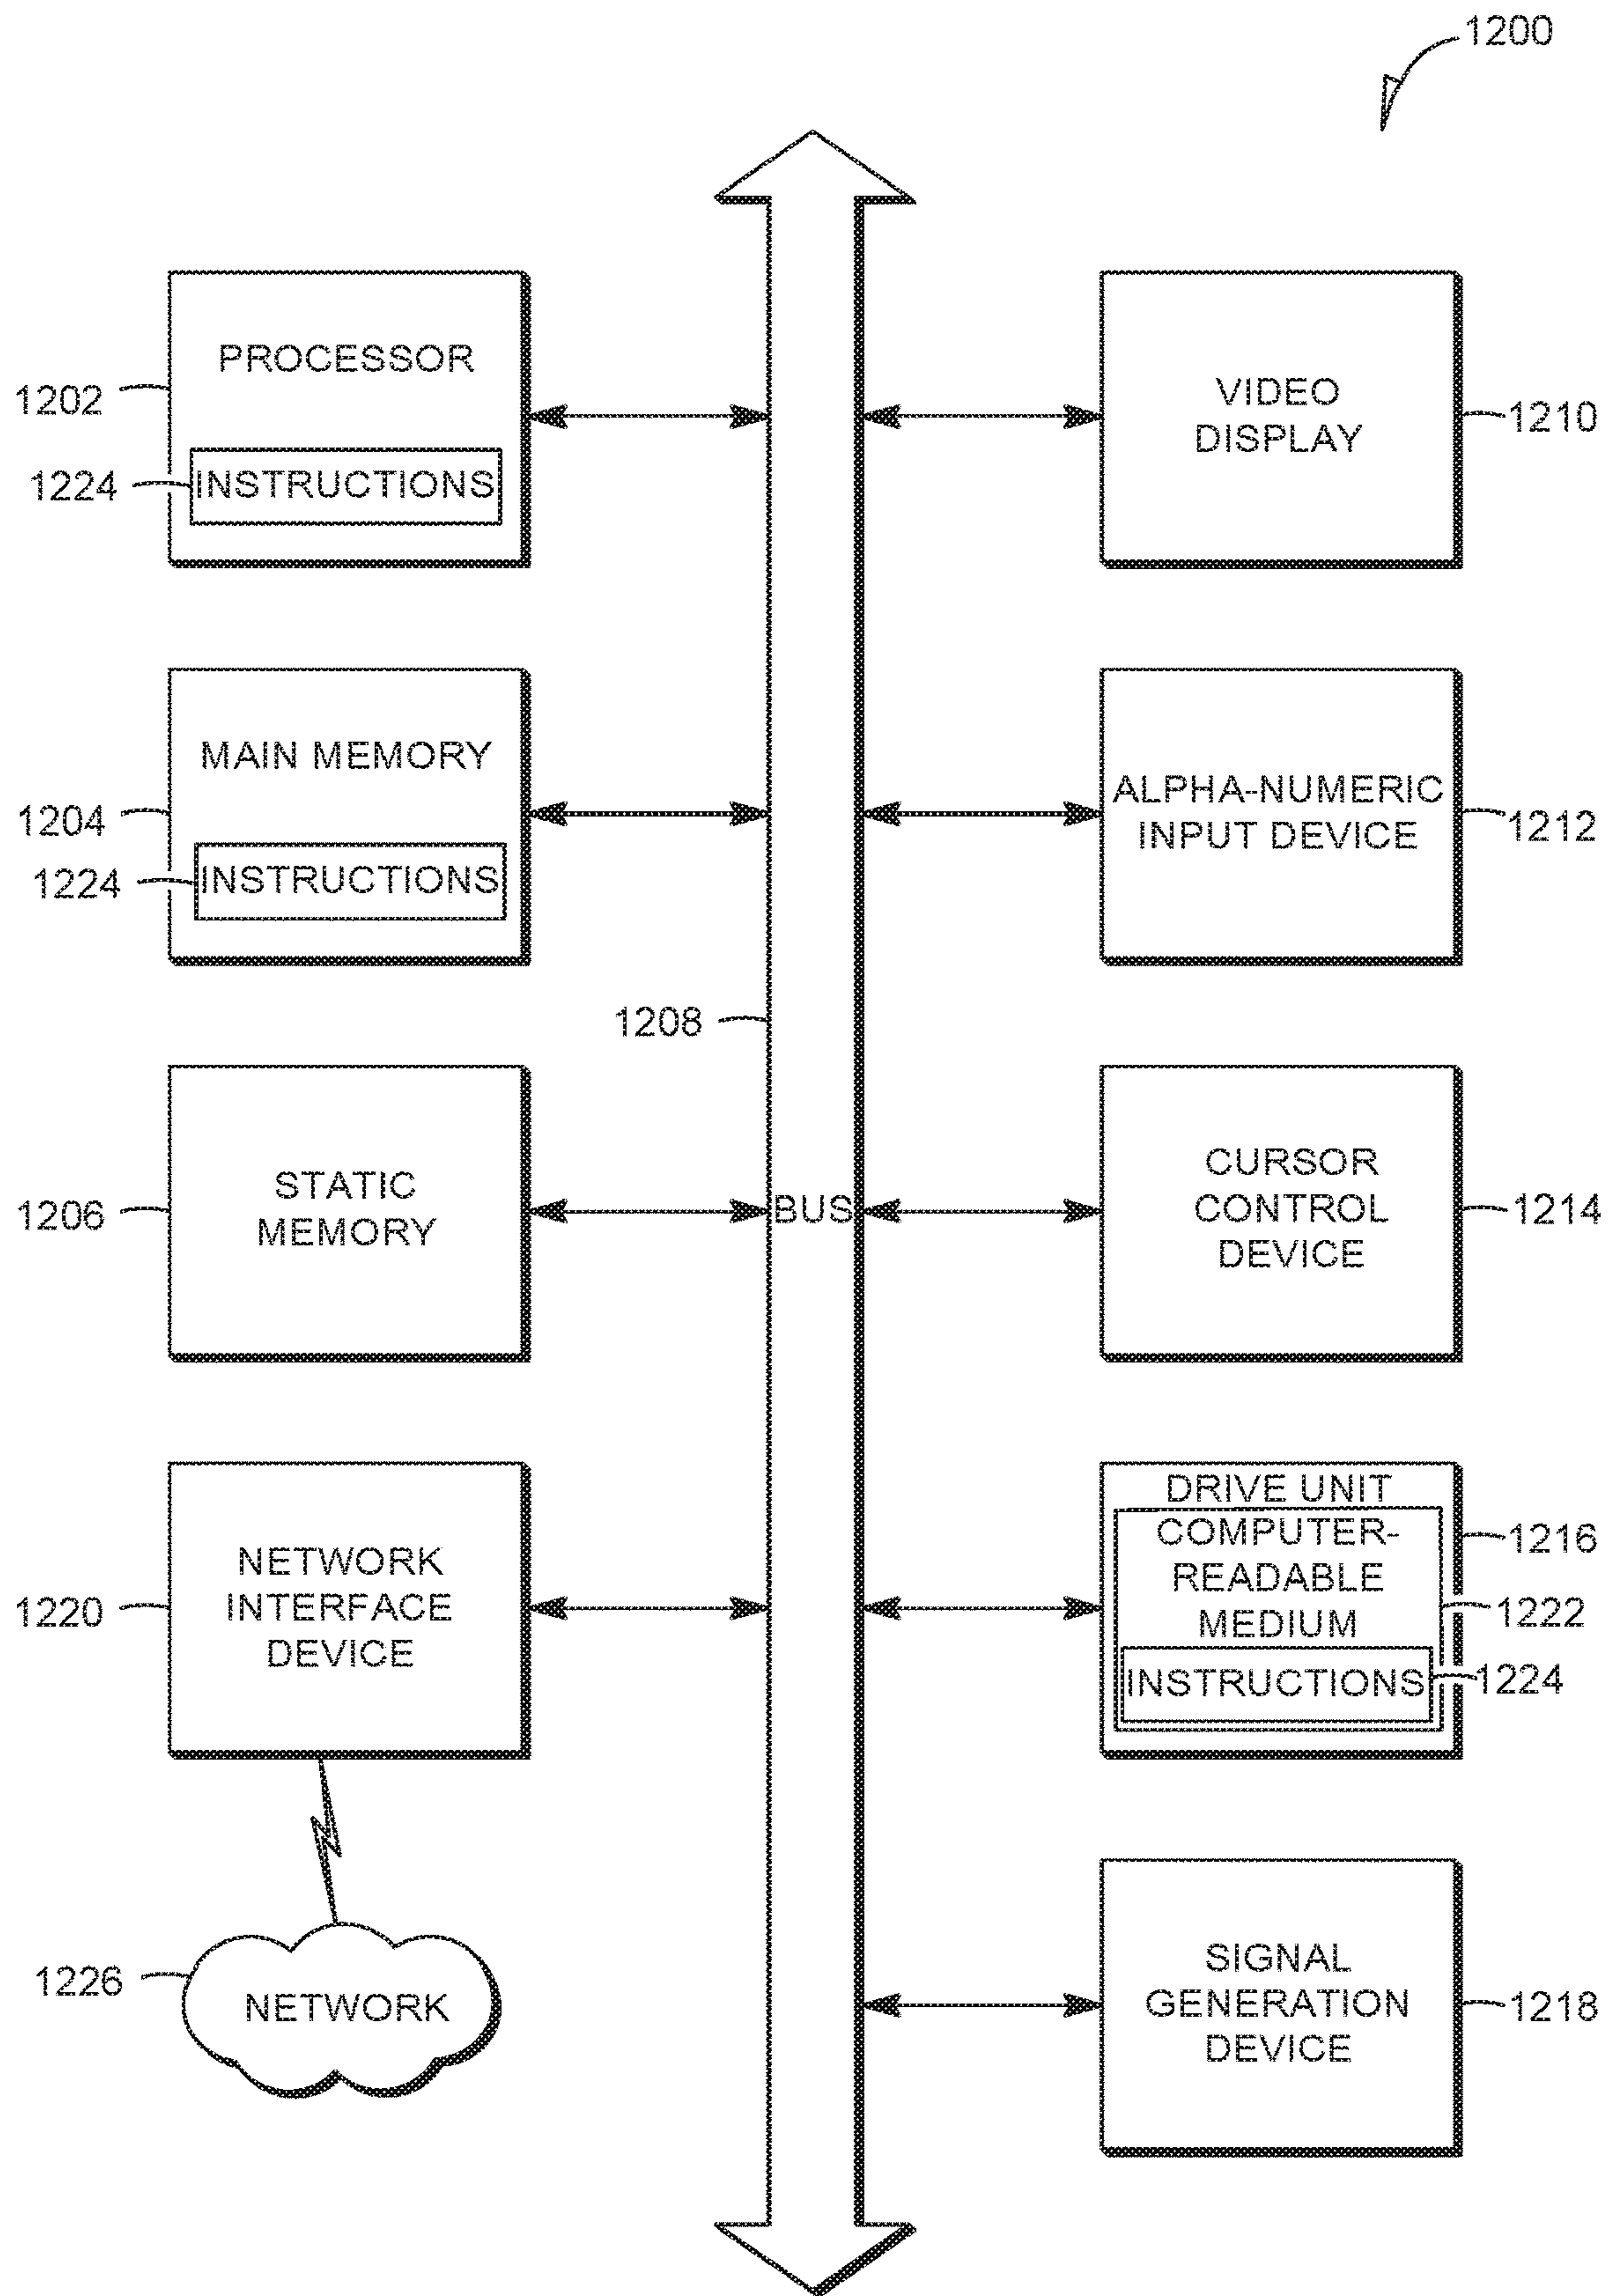 1200
PROCESSOR
1202
1224
INSTRUCTIONS
VIDEO
DISPLAY
1210
MAIN MEMORY
1204
1224
INSTRUCTIONS
ALPHA-NUMERIC
INPUT DEVICE
1212
1208
STATIC
MEMORY
1206
BUS
CURSOR
CONTROL
DEVICE
1214
NETWORK
INTERFACE
DEVICE
1220
DRIVE UNIT
COMPUTER-
READABLE
MEDIUM
INSTRUCTIONS
1216
1222
1224
1226
NETWORK
SIGNAL
GENERATION
DEVICE
1218